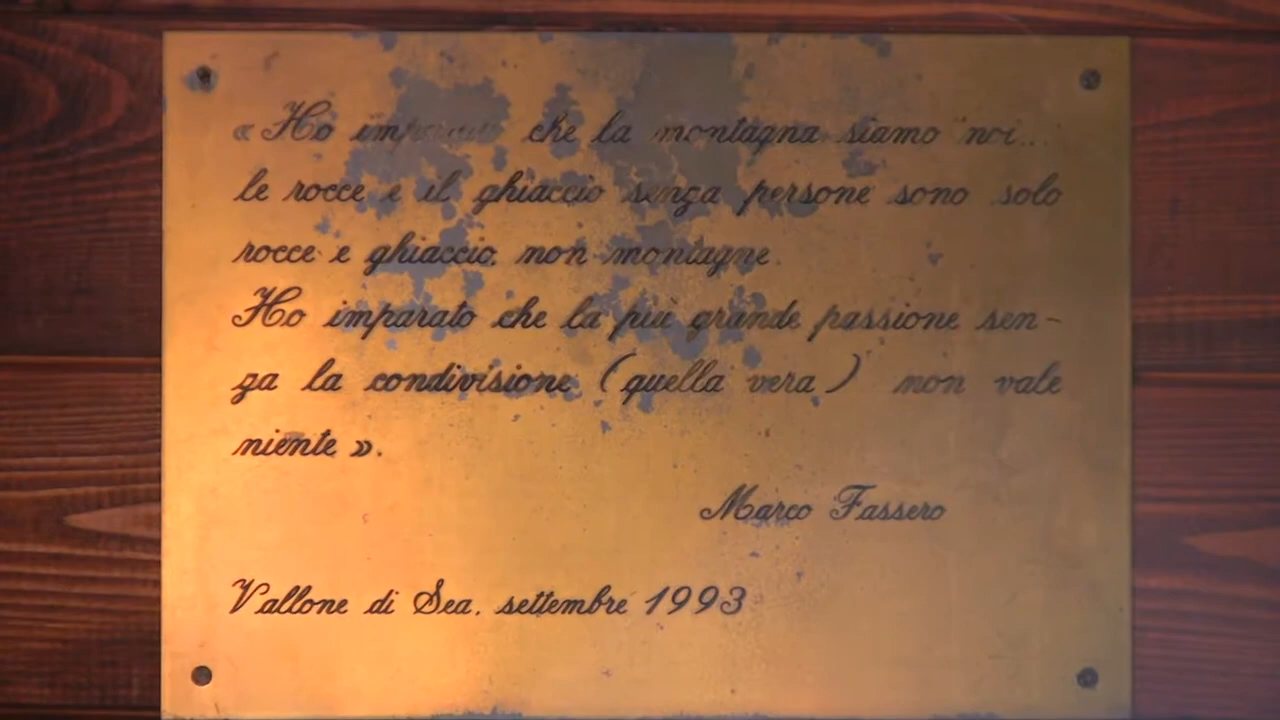 « Ho imparato che la montagna siamo noi...
le rocce e il ghiaccio senza persone sono solo
rocce e ghiaccio, non montagne.
Ho imparato che la più grande passione sen-
za la condivisione (quella vera) non vale
niente ».
Marco Fassero
Vallone di Sea, settembre 1993